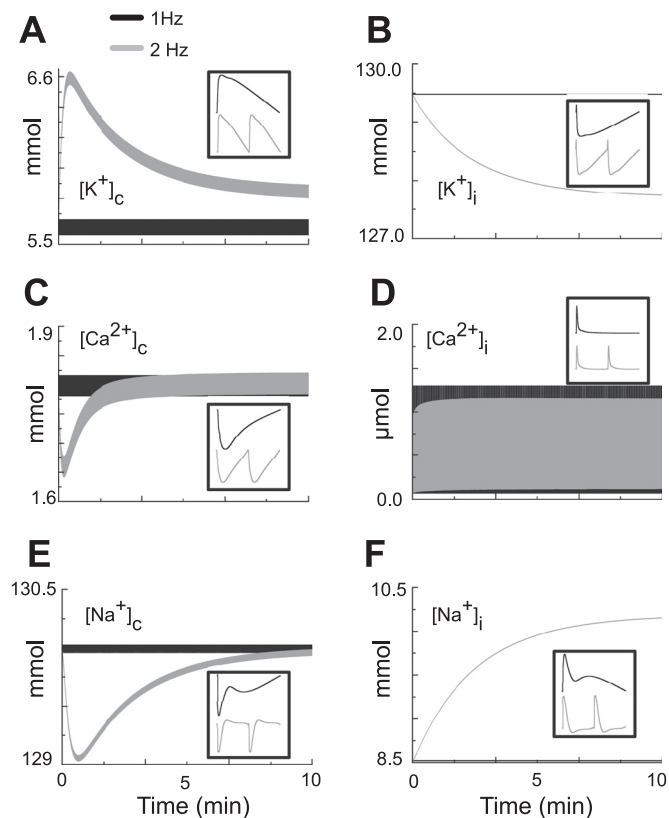 1Hz
2 Hz
A
6.6
mmol
[K+]c
5.5
B
130.0
mmol
[K+]i
127.0
C
1.9
[Ca2+]c
mmol
1.6
D
2.0
[Ca2+]i
µmol
0.0
E
130.5
[Na+]c
mmol
129
0
5
10
Time (min)
F
10.5
[Na+]i
mmol
8.5
0
5
10
Time (min)